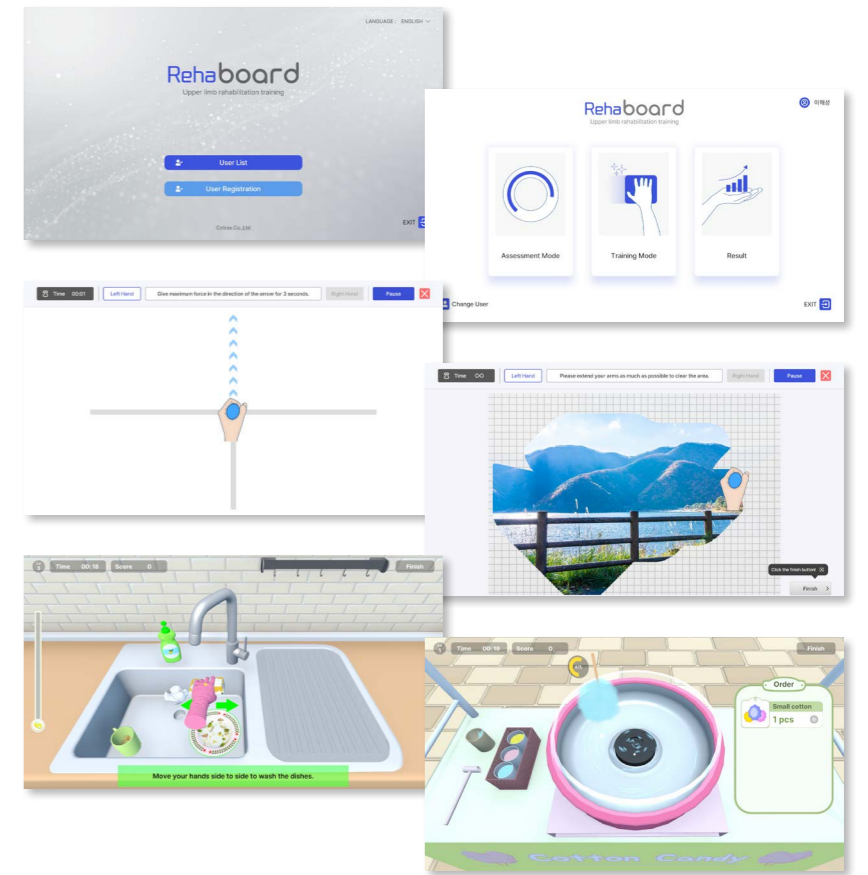 LANGUAGE : ENGLISH
Rehaboard
Upper limb rahabilitation training
User List
User Registration
EXIT
Rehaboard
Upper limb rahabilitation training
Assessment Mode
Training Mode
Result
Change User
EXIT
Time 00:01
Left Hand
Give maximum force in the direction of the arrow for 3 seconds.
Right Hand
Pause
Time
Left Hand
Please extend your arms as much as possible to clear the area.
Right Hand
Pause
Click the finish button!
Finish
Time 00:18
Score 0
Finish
Move your hands side to side to wash the dishes.
Time 00:19
Score 0
Finish
Order
Small cotton
1 pcs
Cotton Candy